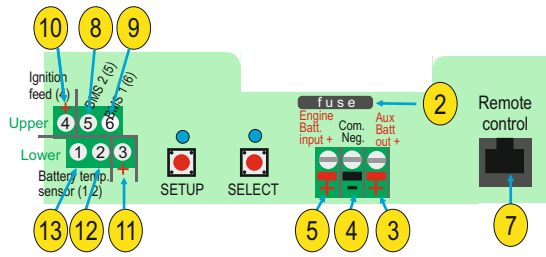 10
8
9
Ignition
feed (4)
BMS 2 (5)
BMS 1 (6)
+
Upper
4 5 6
Lower
1 2 3
+
Battery temp.
sensor (1 2)
13
12
11
SETUP
SELECT
fuse
2
Engine
Batt.
input +
Com.
Neg.
Aux
Batt
out +
+ - +
5
4
3
Remote
control
7